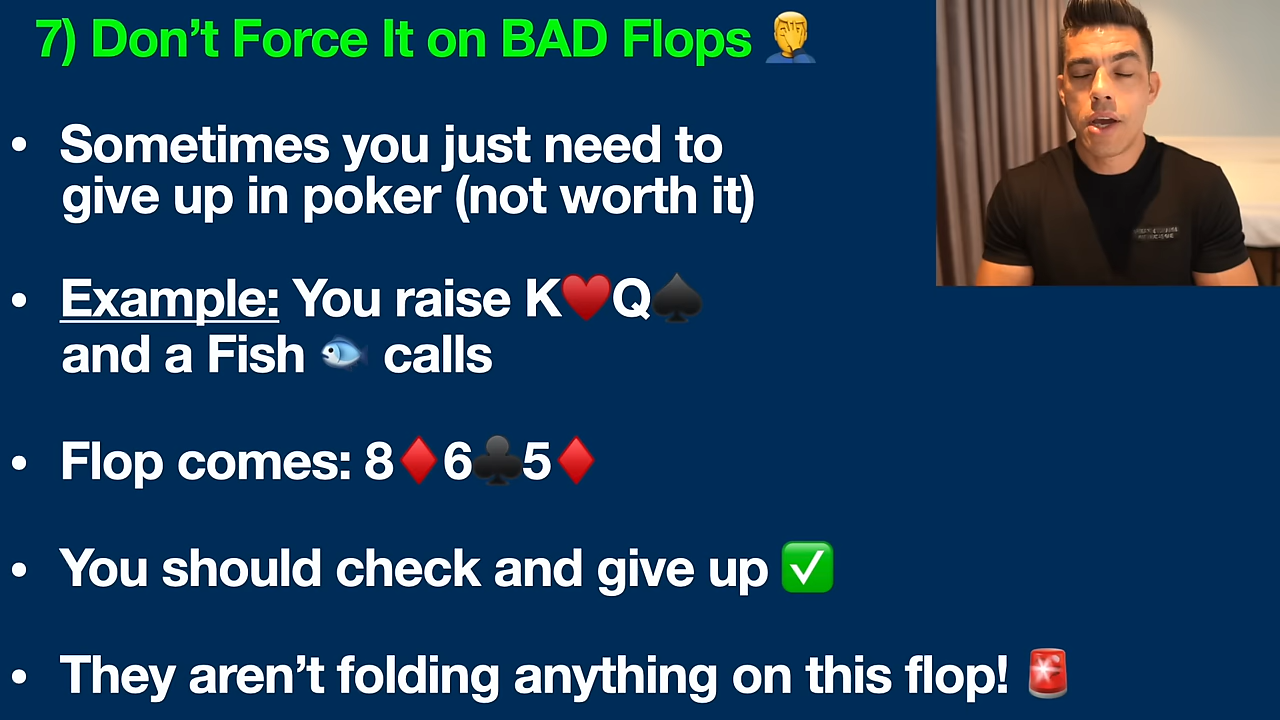 7) Don’t Force It on BAD Flops 🤦‍♂️
• Sometimes you just need to
give up in poker (not worth it)
• Example: You raise K♥️Q♠️
and a Fish 🐟 calls
• Flop comes: 8♦️6♣️5♦️
• You should check and give up ✅
• They aren’t folding anything on this flop! 🚨